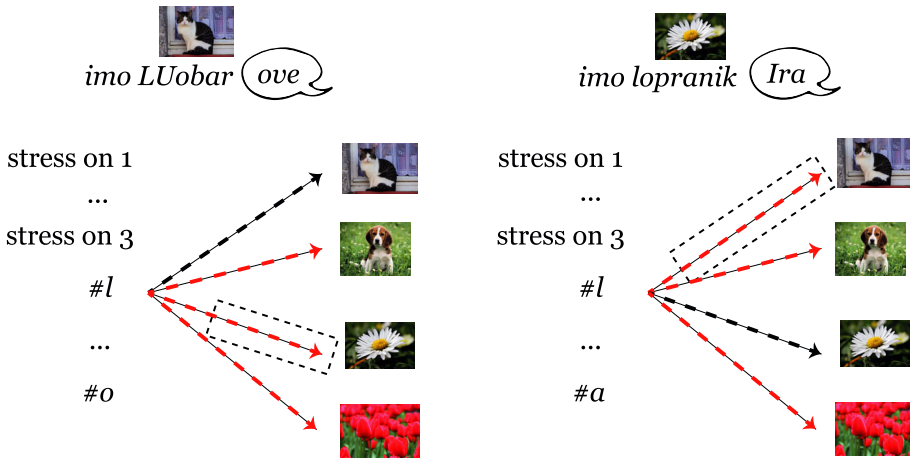 imo LUobar ove
stress on 1
...
stress on 3
#l
...
#o
imo lopranik Ira
stress on 1
...
stress on 3
#l
...
#a